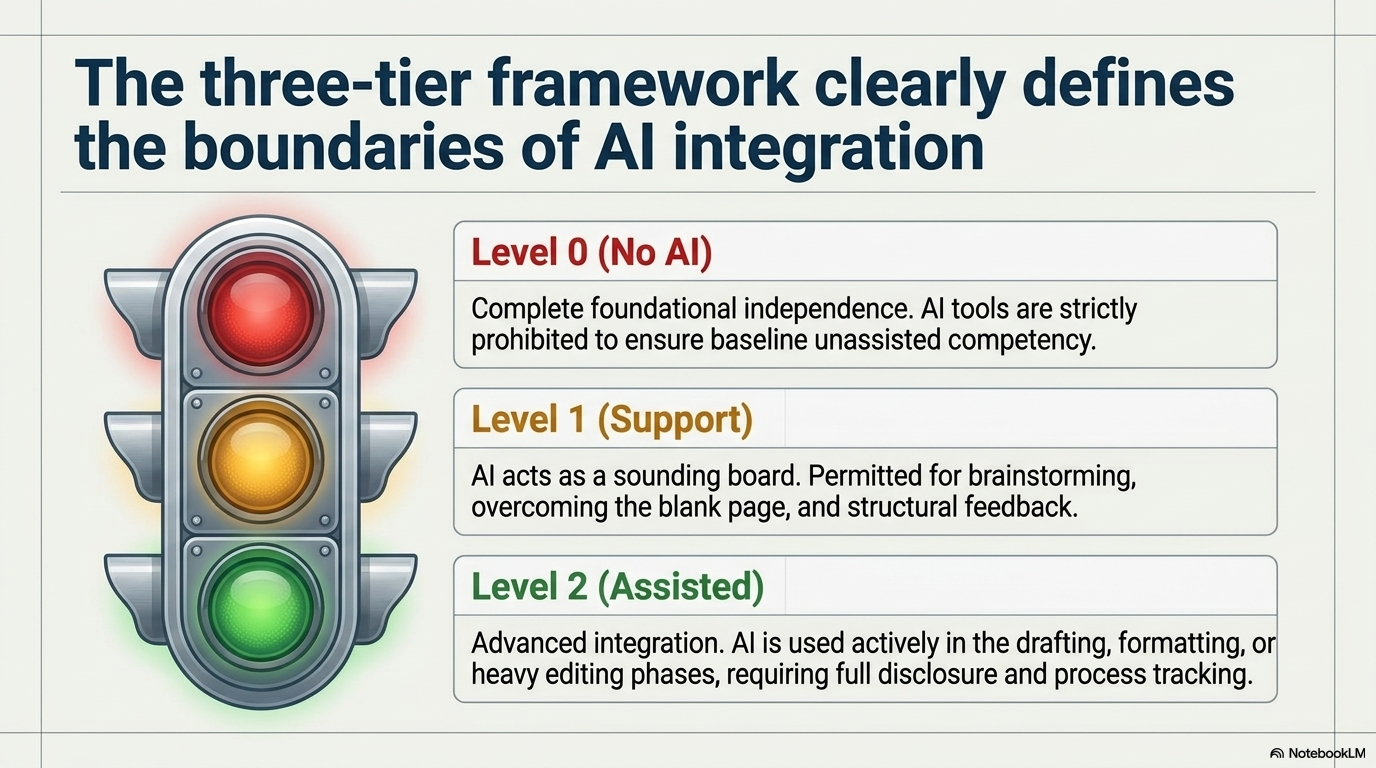 The three-tier framework clearly defines
the boundaries of AI integration
Level 0 (No AI)
Complete foundational independence. AI tools are strictly
prohibited to ensure baseline unassisted competency.
Level 1 (Support)
AI acts as a sounding board. Permitted for brainstorming,
overcoming the blank page, and structural feedback.
Level 2 (Assisted)
Advanced integration. AI is used actively in the drafting, formatting, or
heavy editing phases, requiring full disclosure and process tracking.
NotebookLM